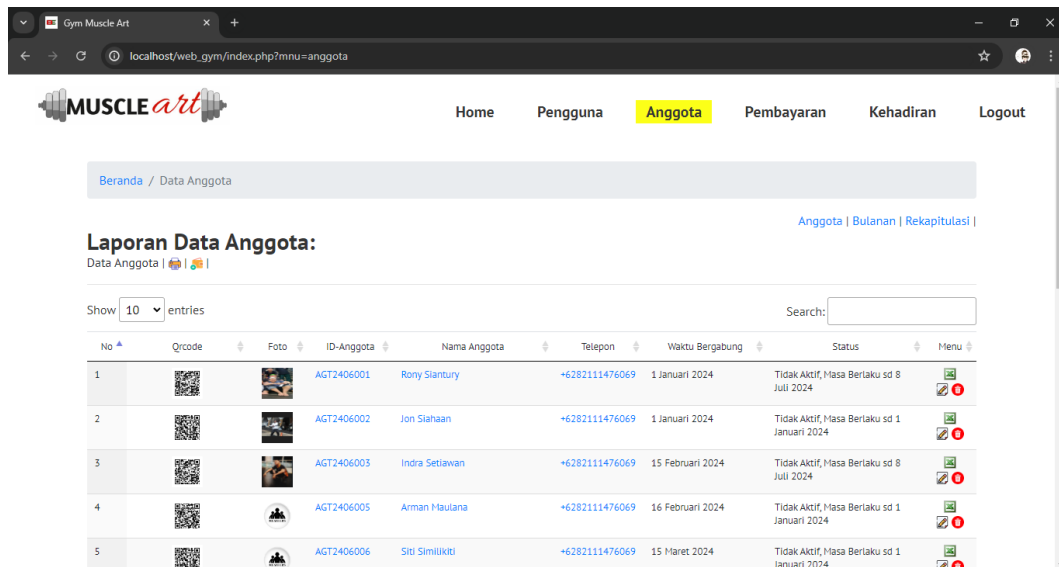 Gym Muscle Art
localhost/web_gym/index.php?mnu=anggota
MUSCLE art
Home Pengguna Anggota Pembayaran Kehadiran Logout
Beranda / Data Anggota
Anggota | Bulanan | Rekapitulasi |
Laporan Data Anggota:
Data Anggota | | |
Show 10 entries
Search:
No Qrcode Foto ID-Anggota Nama Anggota Telepon Waktu Bergabung Status Menu
1 AGT2406001 Rony Siantury +6282111476069 1 Januari 2024 Tidak Aktif, Masa Berlaku sd 8
Juli 2024
2 AGT2406002 Jon Siahaan +6282111476069 1 Januari 2024 Tidak Aktif, Masa Berlaku sd 1
Januari 2024
3 AGT2406003 Indra Setiawan +6282111476069 15 Februari 2024 Tidak Aktif, Masa Berlaku sd 8
Juli 2024
4 AGT2406005 Arman Maulana +6282111476069 16 Februari 2024 Tidak Aktif, Masa Berlaku sd 1
Januari 2024
5 AGT2406006 Siti Similikiti +6282111476069 15 Maret 2024 Tidak Aktif, Masa Berlaku sd 1
Januari 2024